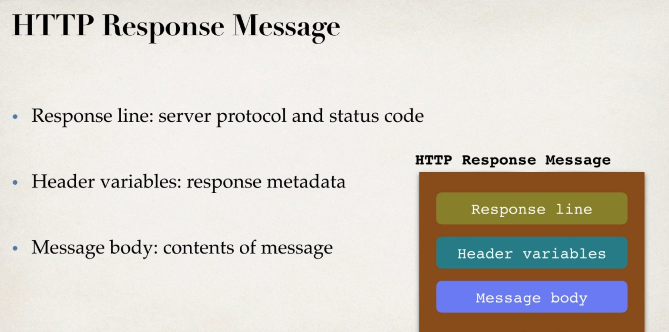 HTTP Response Message
• Response line: server protocol and status code
• Header variables: response metadata
• Message body: contents of message
HTTP Response Message
Response line
Header variables
Message body